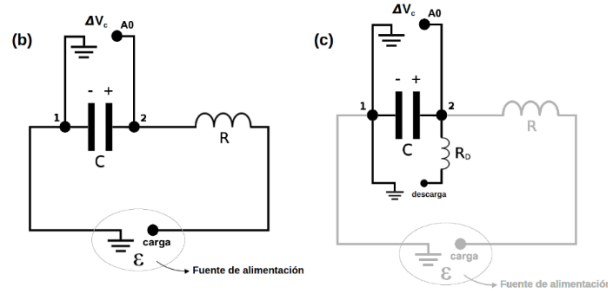 (b)
ΔVc
A0
- +
1
2
C
R
carga
ε
Fuente de alimentación
(c)
ΔVc
A0
- +
1
2
C
R
RD
descarga
carga
ε
Fuente de alimentación